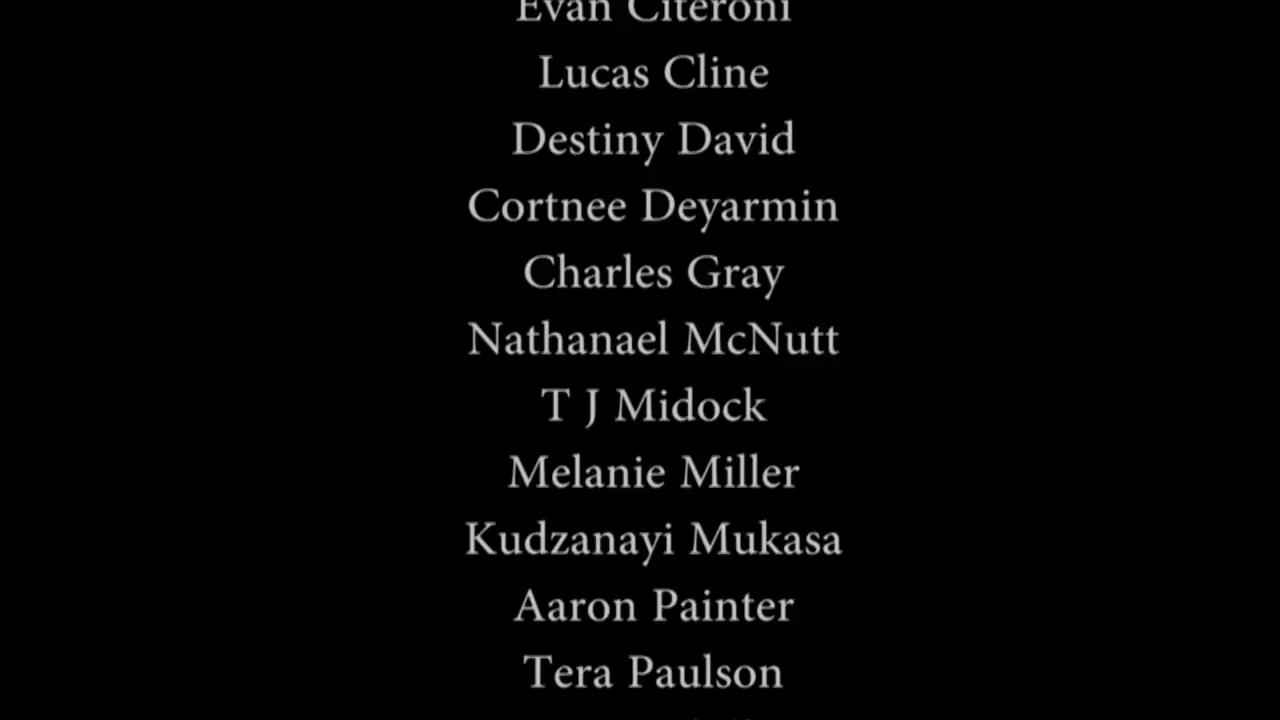 Evan Citeroni
Lucas Cline
Destiny David
Cortnee Deyarmin
Charles Gray
Nathanael McNutt
T J Midock
Melanie Miller
Kudzanayi Mukasa
Aaron Painter
Tera Paulson